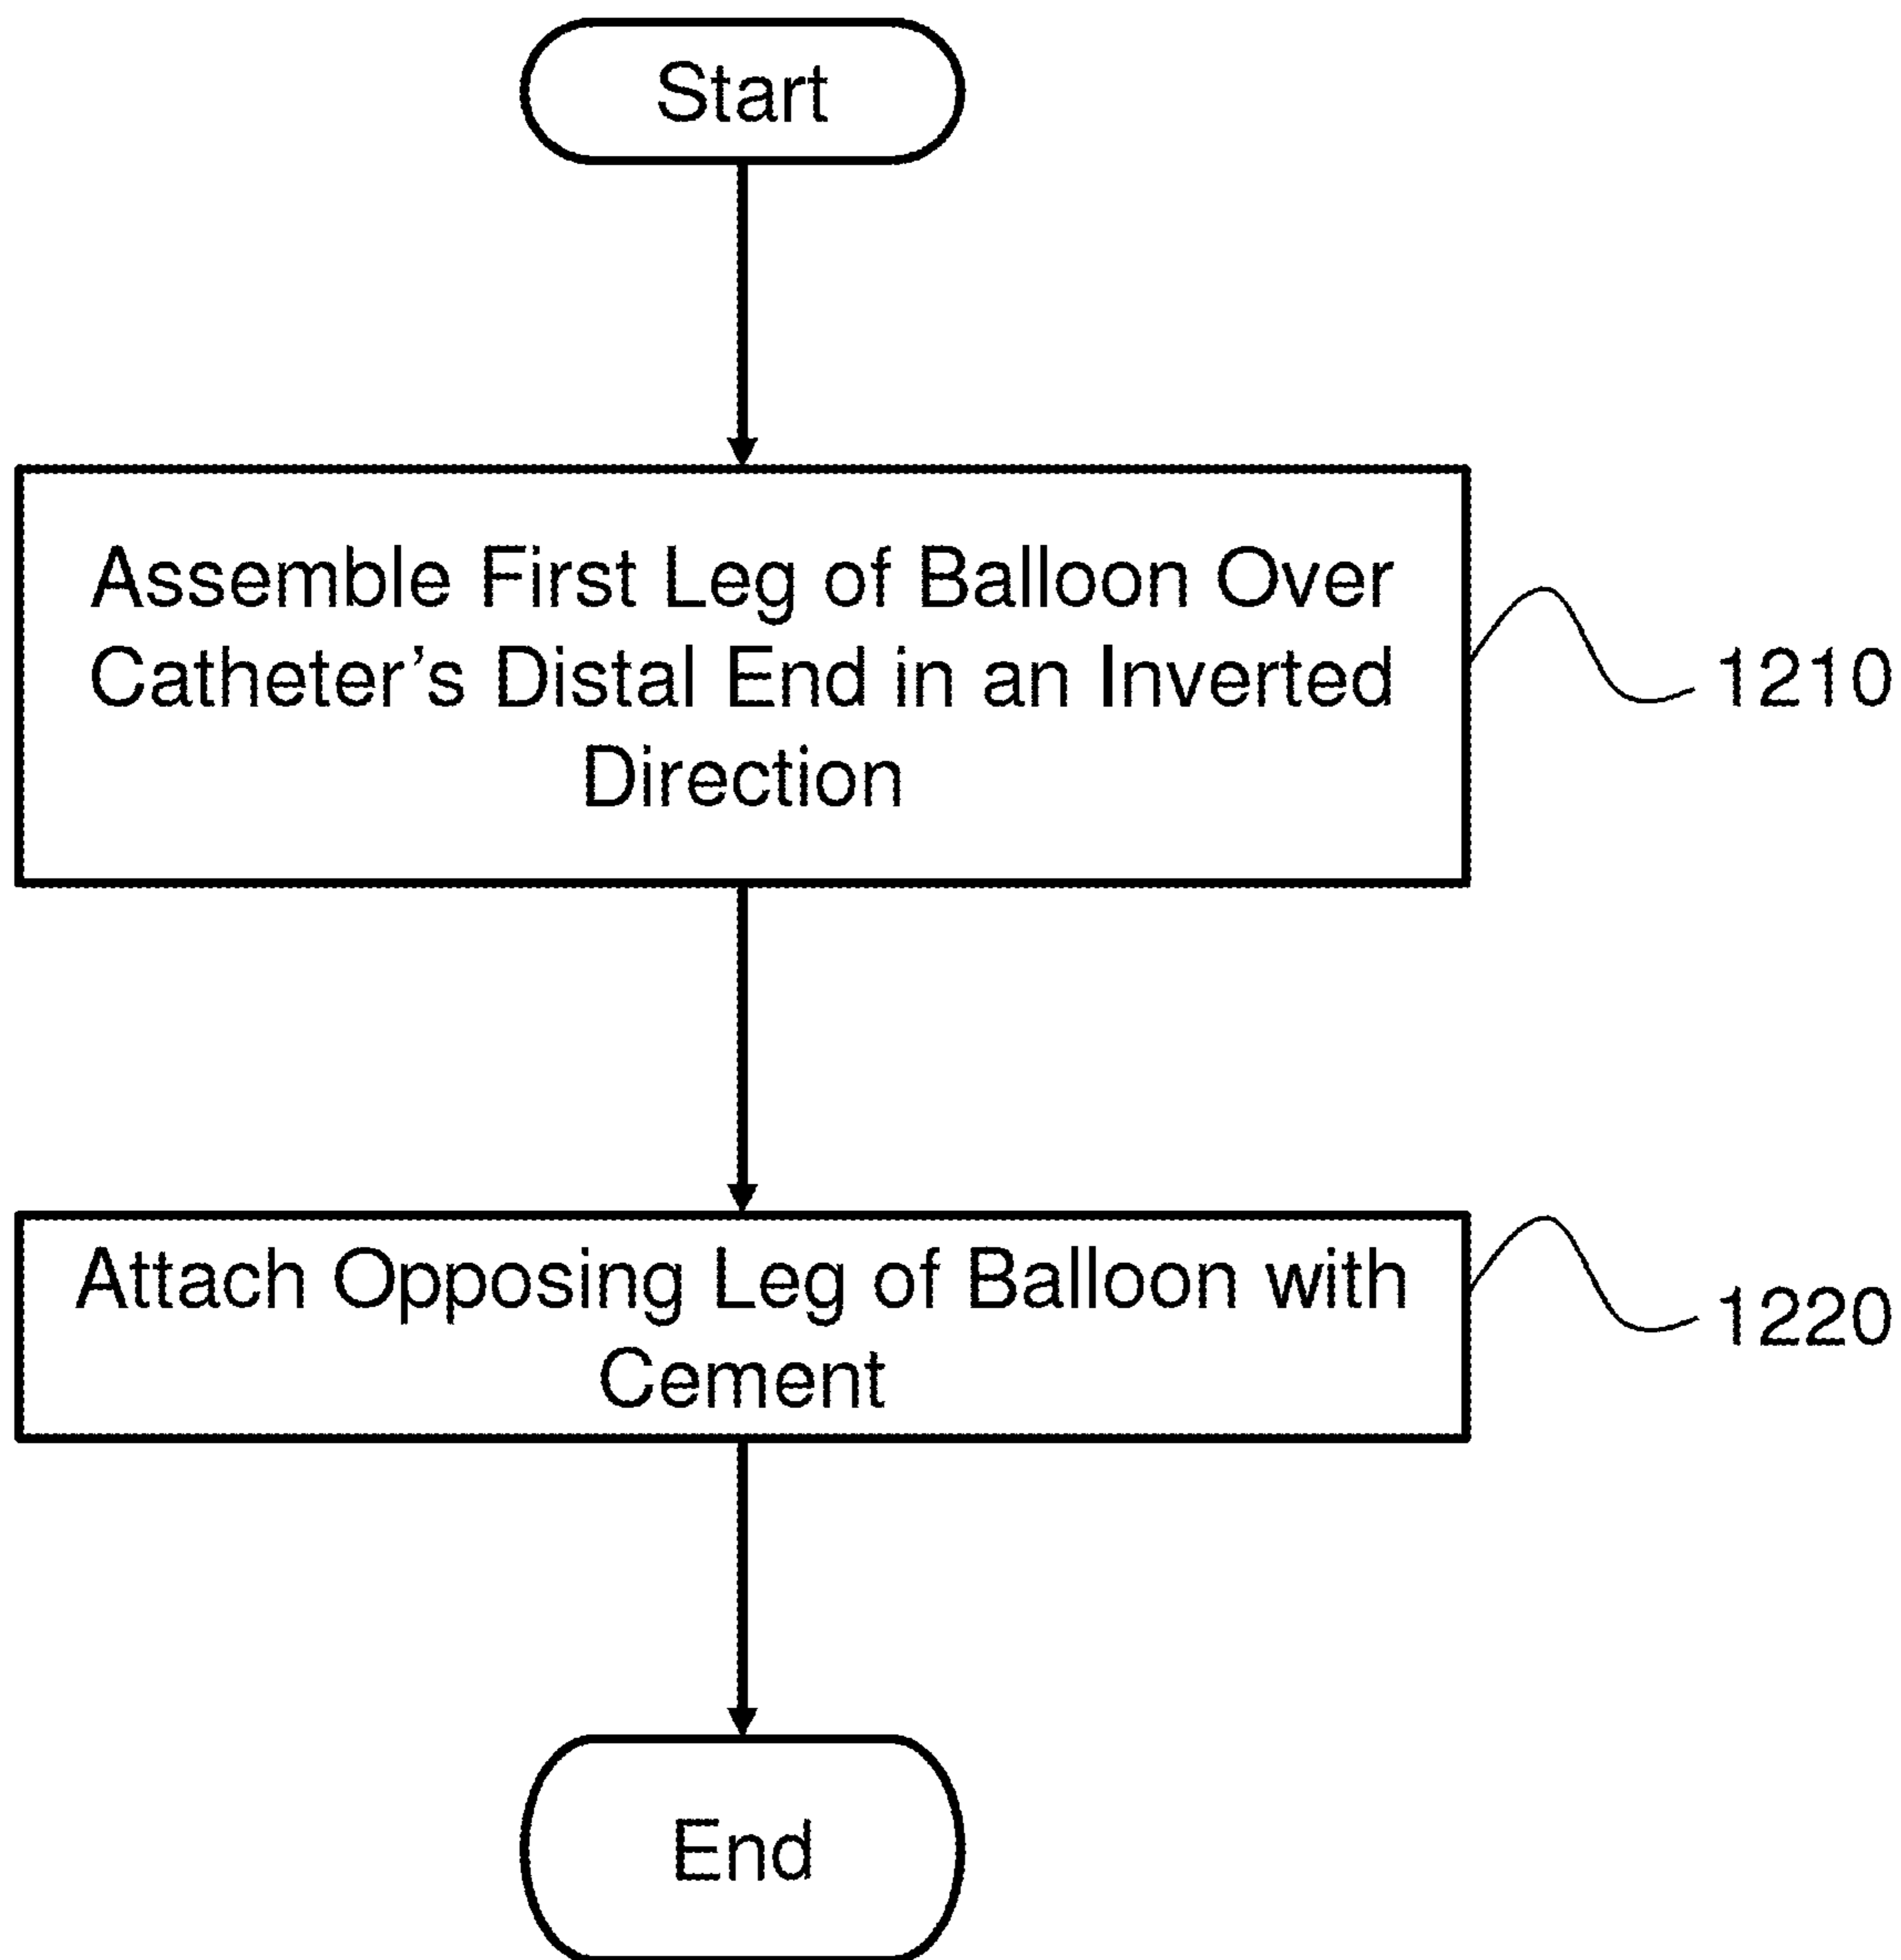 Start
Assemble First Leg of Balloon Over
Catheter’s Distal End in an Inverted
Direction
1210
Attach Opposing Leg of Balloon with
Cement
1220
End